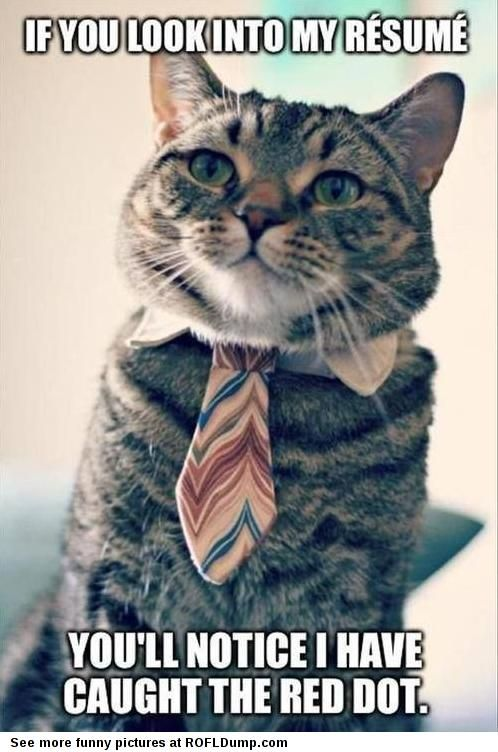 IF YOU LOOK INTO MY RÉSUMÉ
YOU'LL NOTICE I HAVE
CAUGHT THE RED DOT.
See more funny pictures at ROFLDump.com